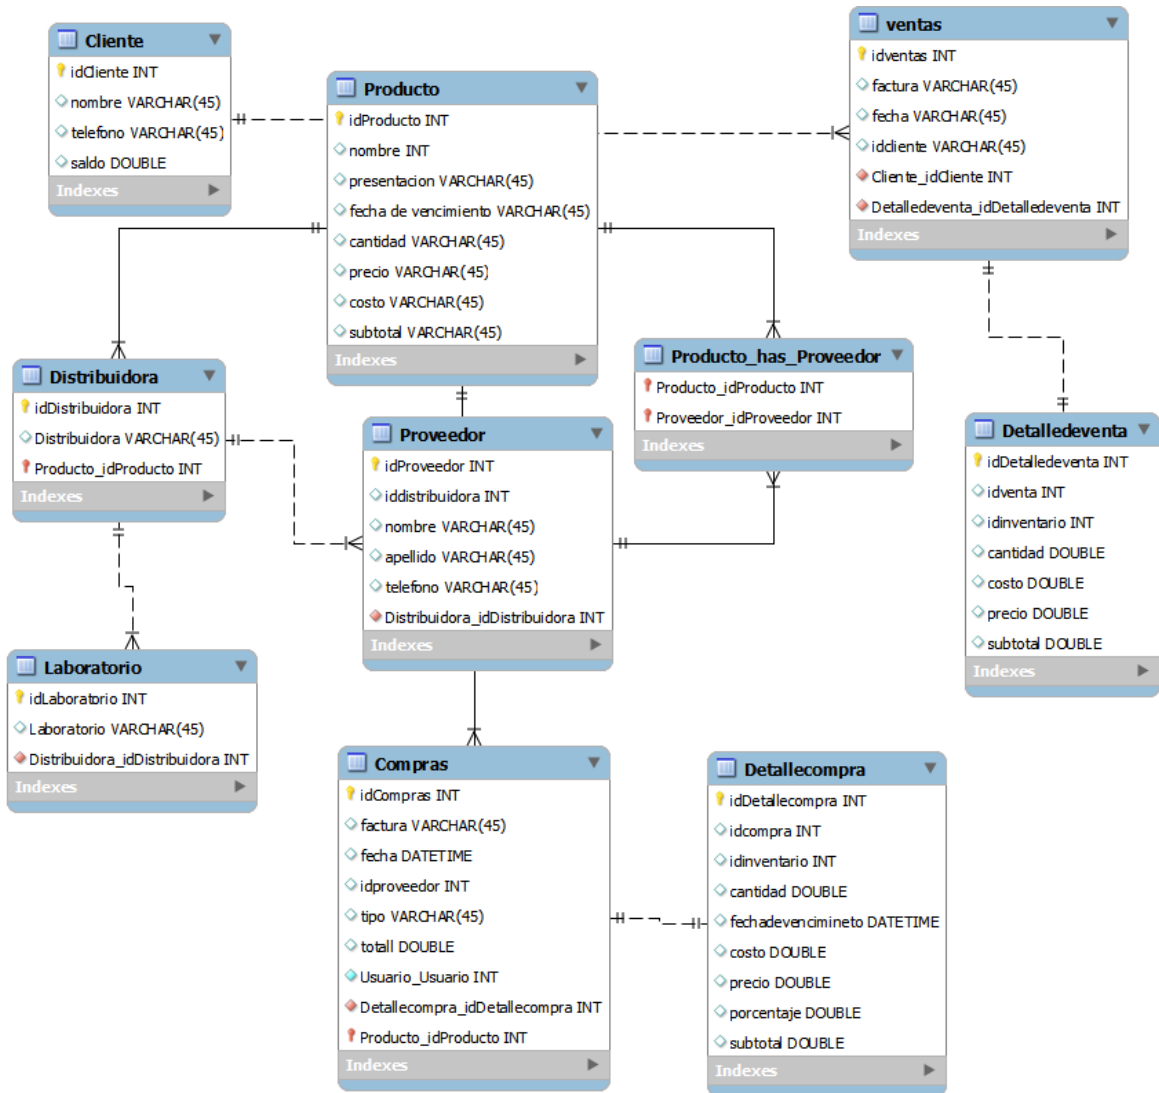 Cliente
idCliente INT
nombre VARCHAR(45)
telefono VARCHAR(45)
saldo DOUBLE
Indexes
Producto
idProducto INT
nombre INT
presentacion VARCHAR(45)
fecha de vencimiento VARCHAR(45)
cantidad VARCHAR(45)
precio VARCHAR(45)
costo VARCHAR(45)
subtotal VARCHAR(45)
Indexes
ventas
idventas INT
factura VARCHAR(45)
fecha VARCHAR(45)
idcliente VARCHAR(45)
Cliente_idCliente INT
Detalledeventa_idDetalledeventa INT
Indexes
Distribuidora
idDistribuidora INT
Distribuidora VARCHAR(45)
Producto_idProducto INT
Indexes
Proveedor
idProveedor INT
iddistribuidora INT
nombre VARCHAR(45)
apellido VARCHAR(45)
telefono VARCHAR(45)
Distribuidora_idDistribuidora INT
Indexes
Producto_has_Proveedor
Producto_idProducto INT
Proveedor_idProveedor INT
Indexes
Detalledeventa
idDetalledeventa INT
idventa INT
idinventario INT
cantidad DOUBLE
costo DOUBLE
precio DOUBLE
subtotal DOUBLE
Indexes
Laboratorio
idLaboratorio INT
Laboratorio VARCHAR(45)
Distribuidora_idDistribuidora INT
Indexes
Compras
idCompras INT
factura VARCHAR(45)
fecha DATETIME
idproveedor INT
tipo VARCHAR(45)
totall DOUBLE
Usuario_Usuario INT
Detallecompra_idDetallecompra INT
Producto_idProducto INT
Indexes
Detallecompra
idDetallecompra INT
idcompra INT
idinventario INT
cantidad DOUBLE
fechadevencimineto DATETIME
costo DOUBLE
precio DOUBLE
porcentaje DOUBLE
subtotal DOUBLE
Indexes